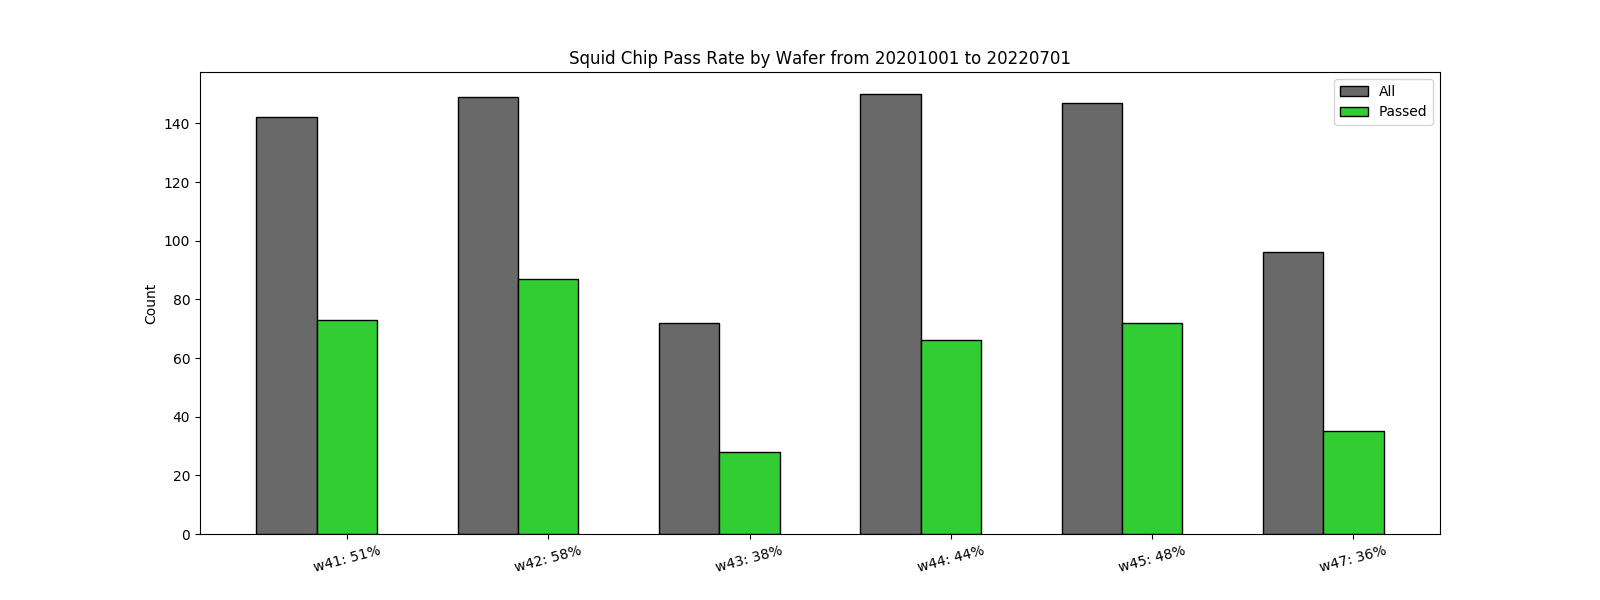 Squid Chip Pass Rate by Wafer from 20201001 to 20220701
All
Passed
Count
140
120
100
80
60
40
20
0
w41: 51%
w42: 58%
w43: 38%
w44: 44%
w45: 48%
w47: 36%